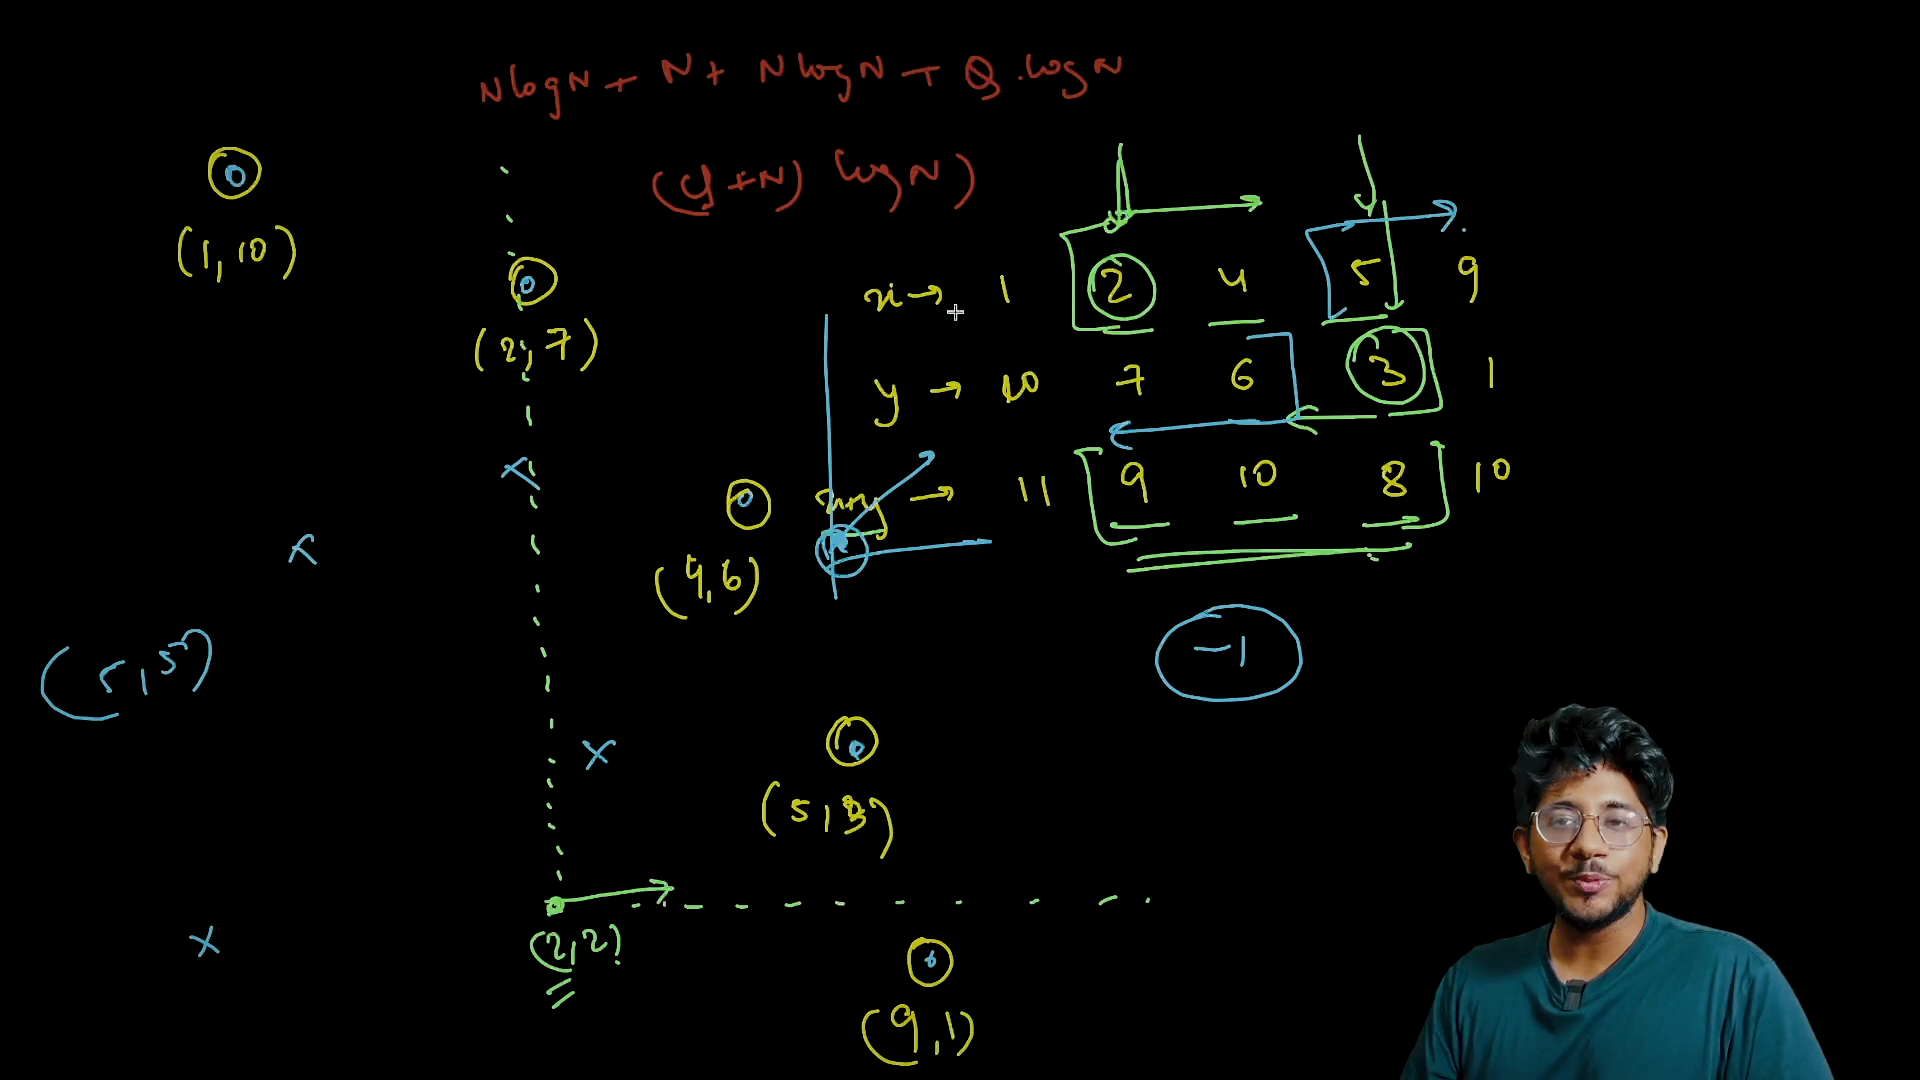 NlogN + N + NlogN + Q.logN
(Q+N) logN)
(1, 10)
(2, 7)
x → 1 2 4 5 9
y → 10 7 6 3 1
x+y → 11 9 10 8 10
(4, 6)
(5, 5)
-1
(5, 3)
(2, 2)
(9, 1)